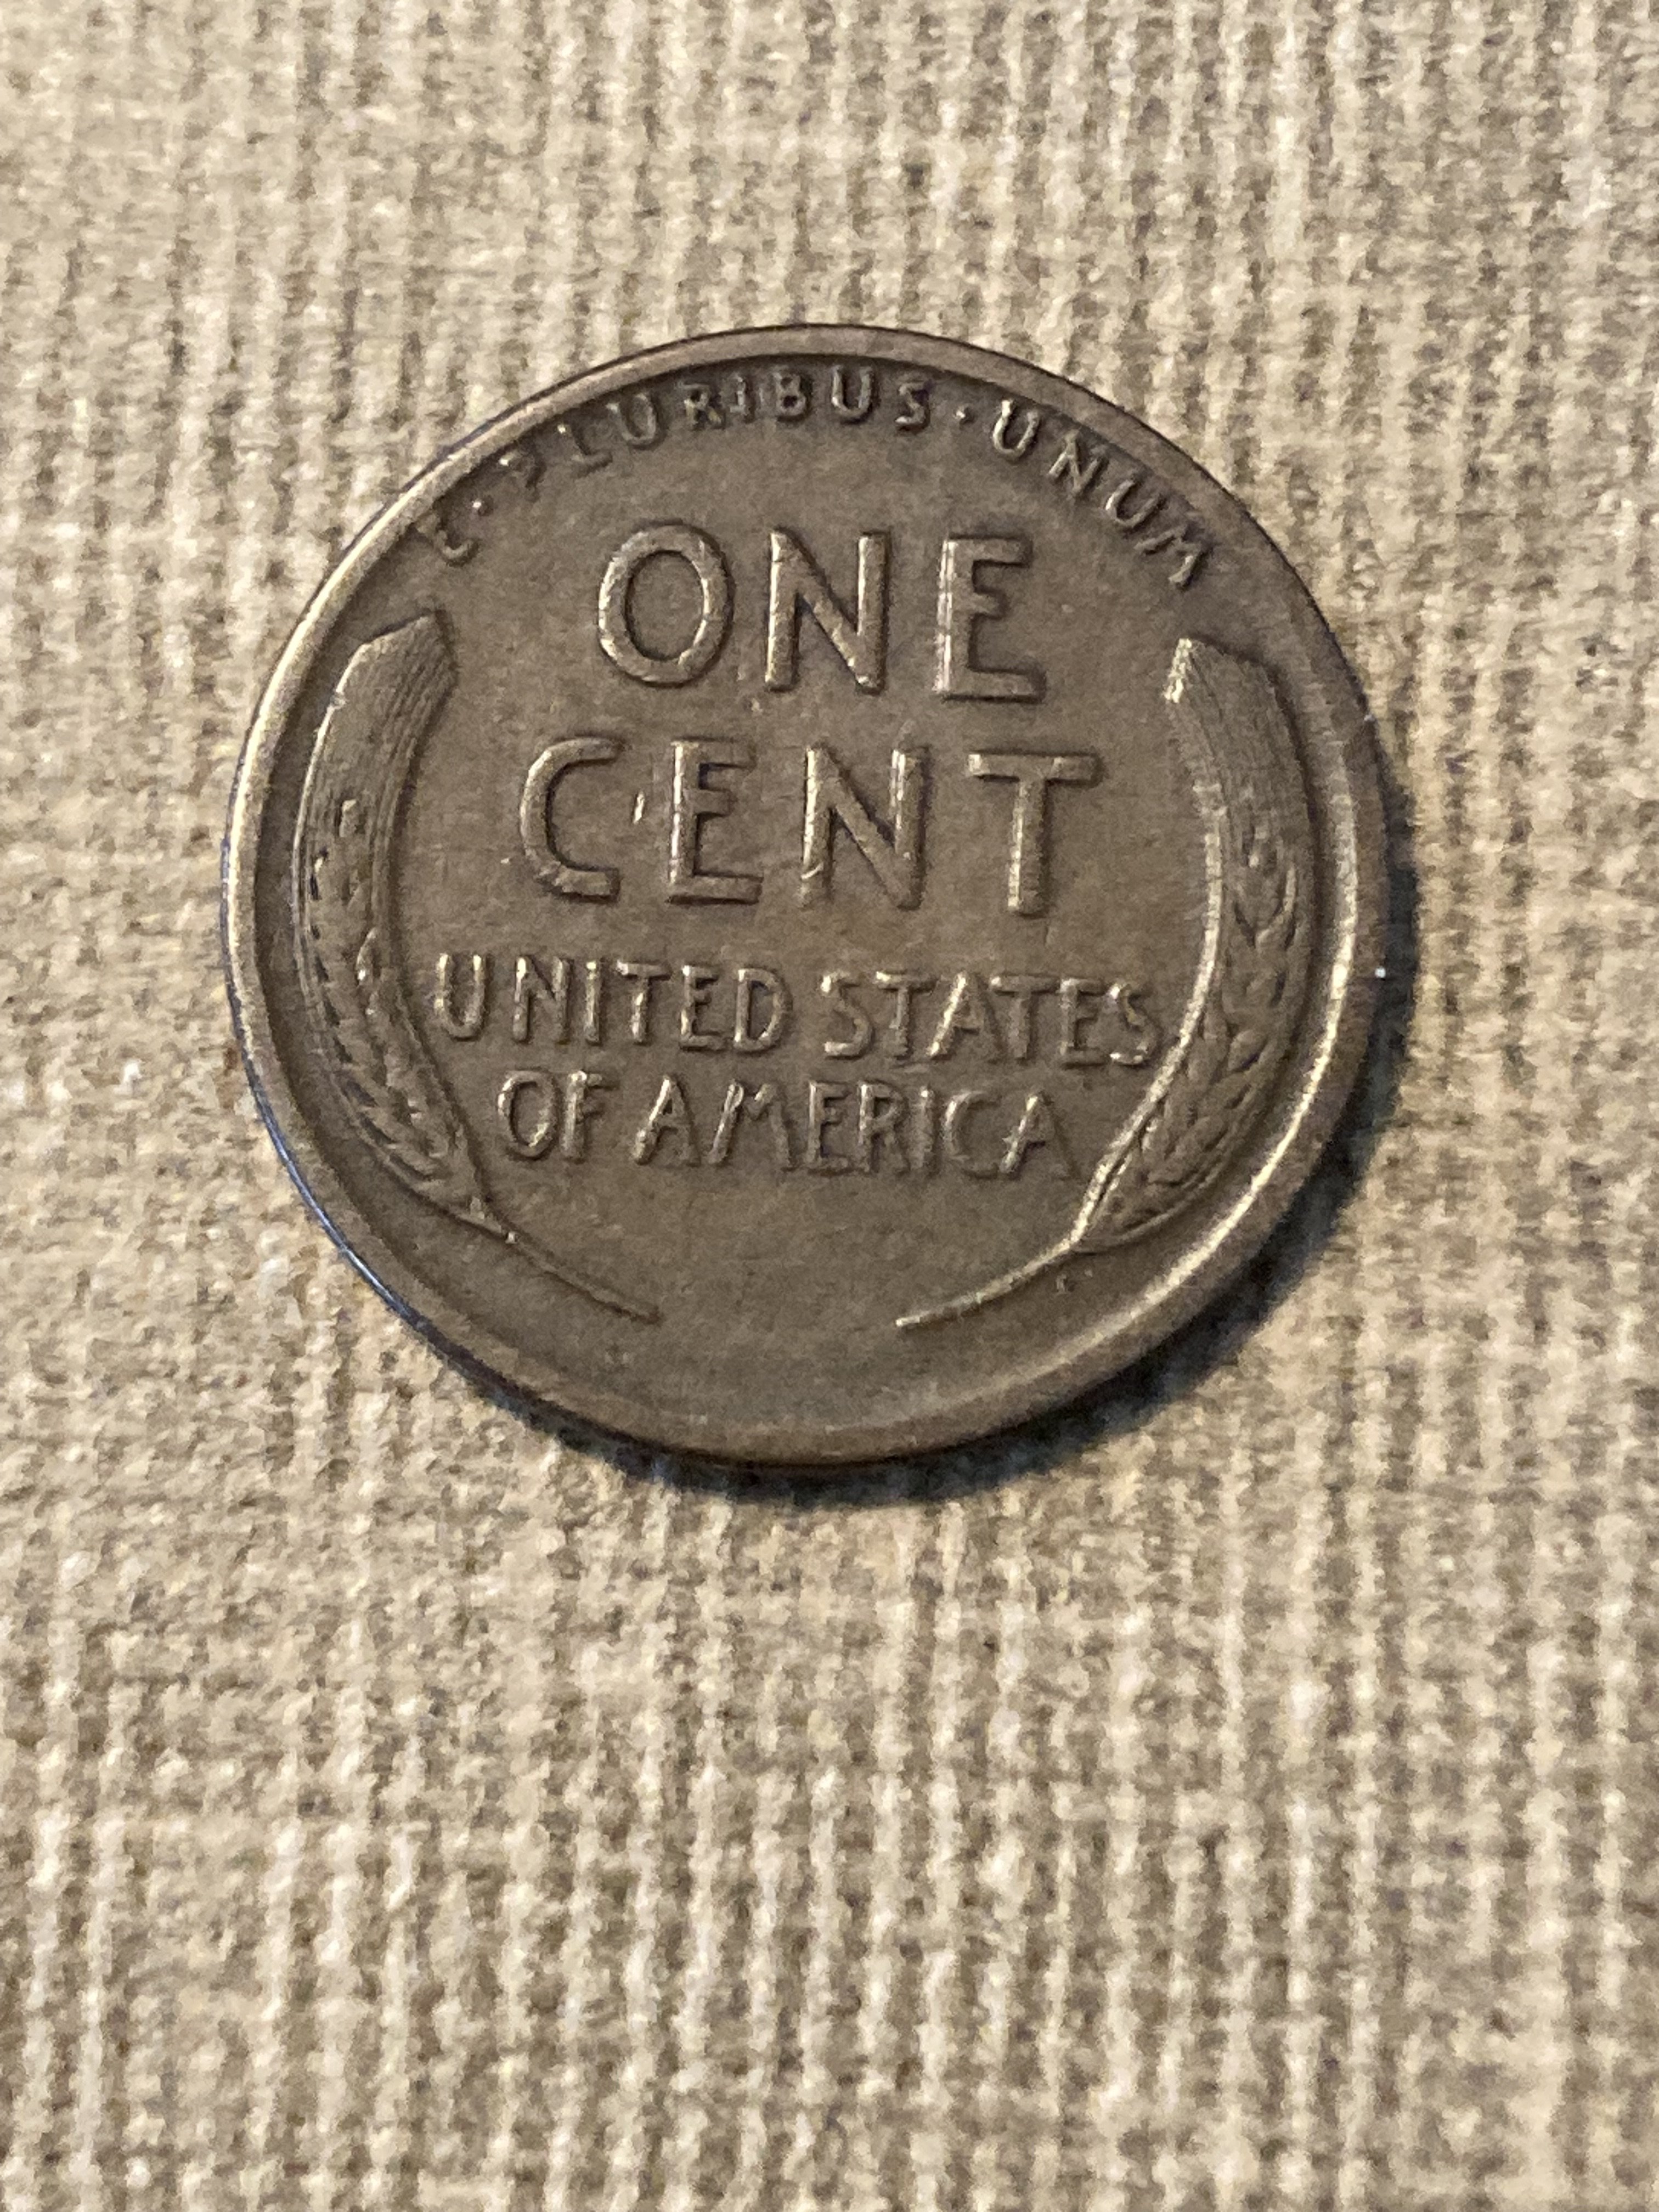 E·PLURIBUS·UNUM
ONE
CENT
UNITED STATES
OF AMERICA